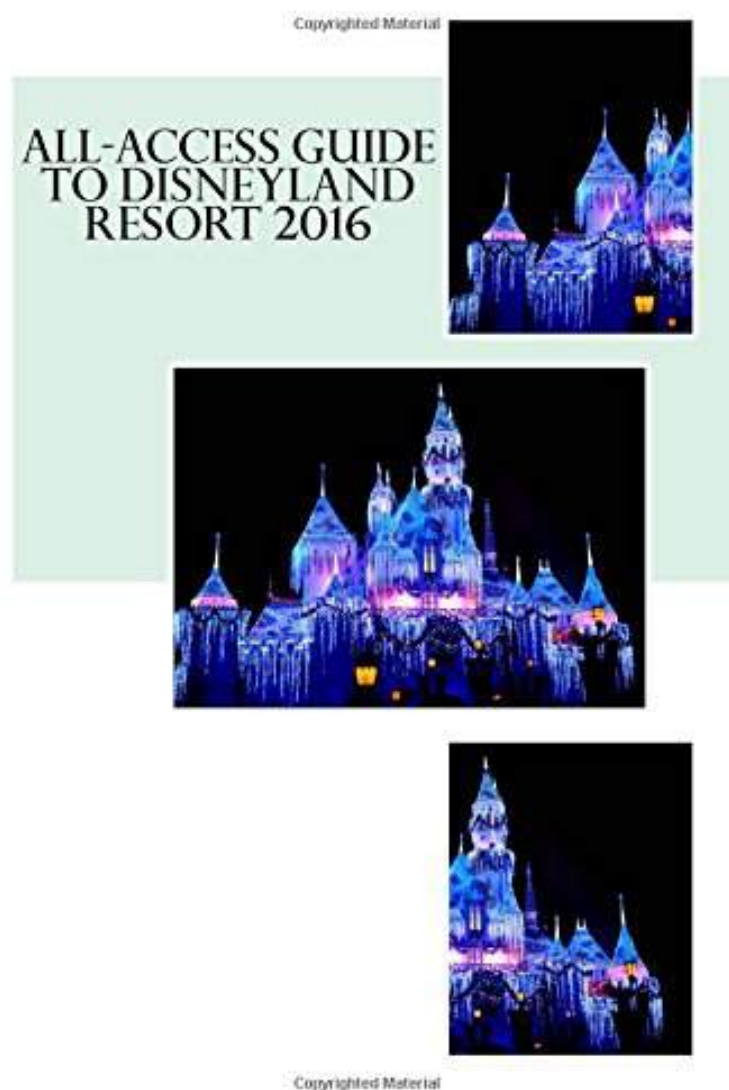 Copyrighted Material
ALL-ACCESS GUIDE
TO DISNEYLAND
RESORT 2016
Copyrighted Material